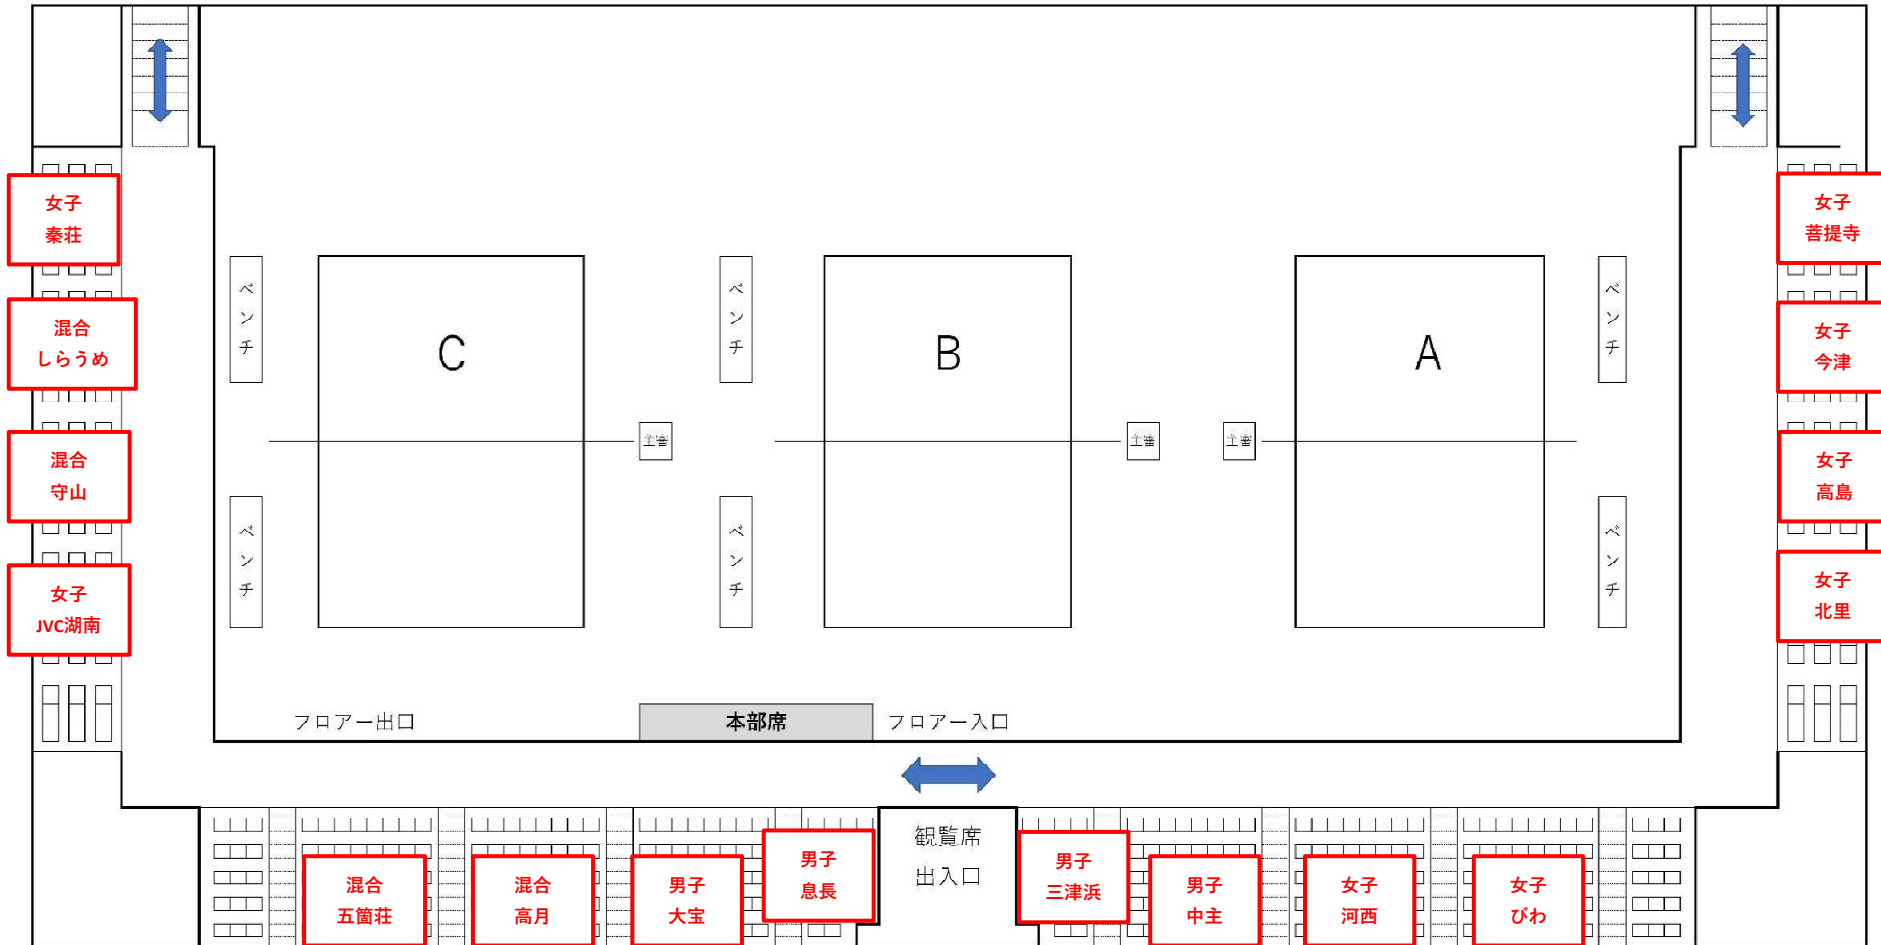 女子
秦荘
混合
しらうめ
混合
守山
女子
JVC湖南
ベンチ
ベンチ
C
主審
ベンチ
ベンチ
B
主審
主審
A
ベンチ
ベンチ
女子
菩提寺
女子
今津
女子
高島
女子
北里
フロアー出口
本部席
フロアー入口
混合
五箇荘
混合
高月
男子
大宝
男子
息長
観覧席
出入口
男子
三津浜
男子
中主
女子
河西
女子
びわ